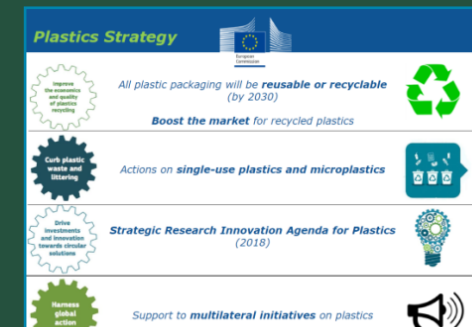 Plastics Strategy
European
Commission
Improve
the economics
and quality
of plastics
recycling
All plastic packaging will be reusable or recyclable
(by 2030)
Boost the market for recycled plastics
Curb plastic
waste and
littering
Actions on single-use plastics and microplastics
Drive
investments
and innovation
towards circular
solutions
Strategic Research Innovation Agenda for Plastics
(2018)
Harness
global
action
Support to multilateral initiatives on plastics